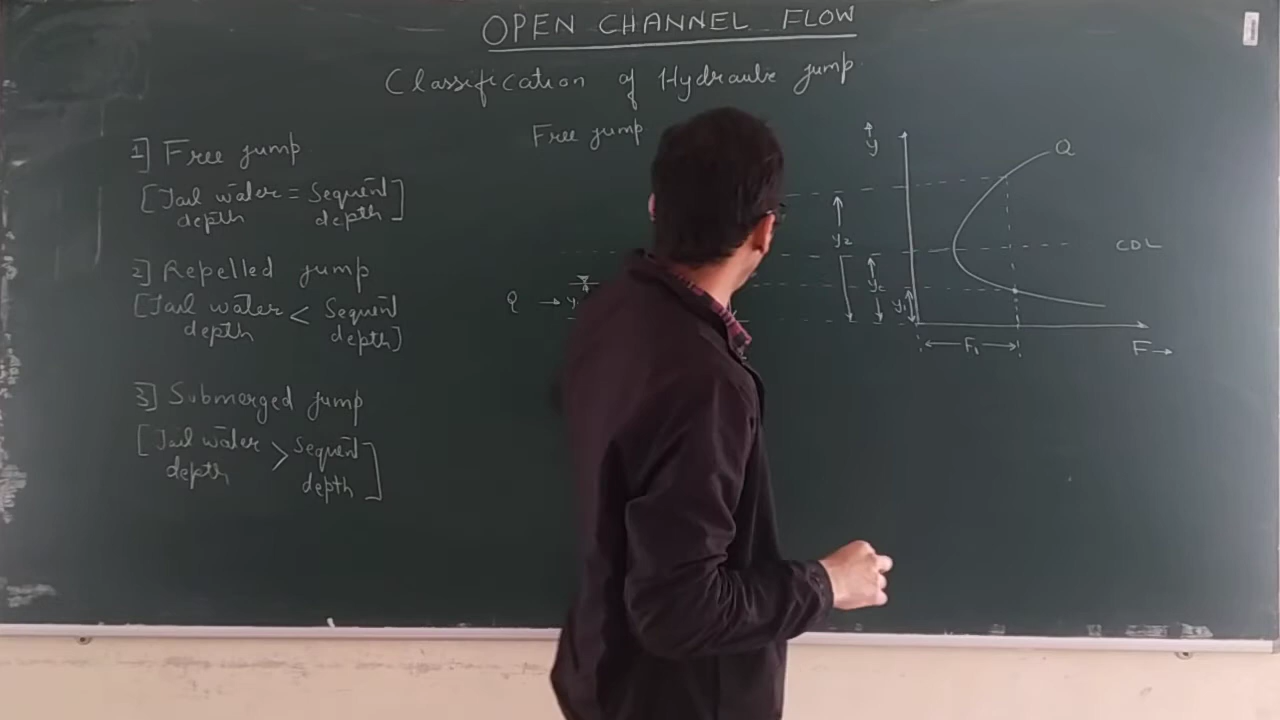 OPEN CHANNEL FLOW
Classification of Hydraulic jump
1] Free jump
[Tail water = Sequent
depth depth]
2] Repelled jump
[Tail water < Sequent
depth depth]
3] Submerged jump
[Tail water > Sequent
depth depth]
Free jump
Q → y
y₂
yc
y₁
y
Q
CDL
F₁
F →